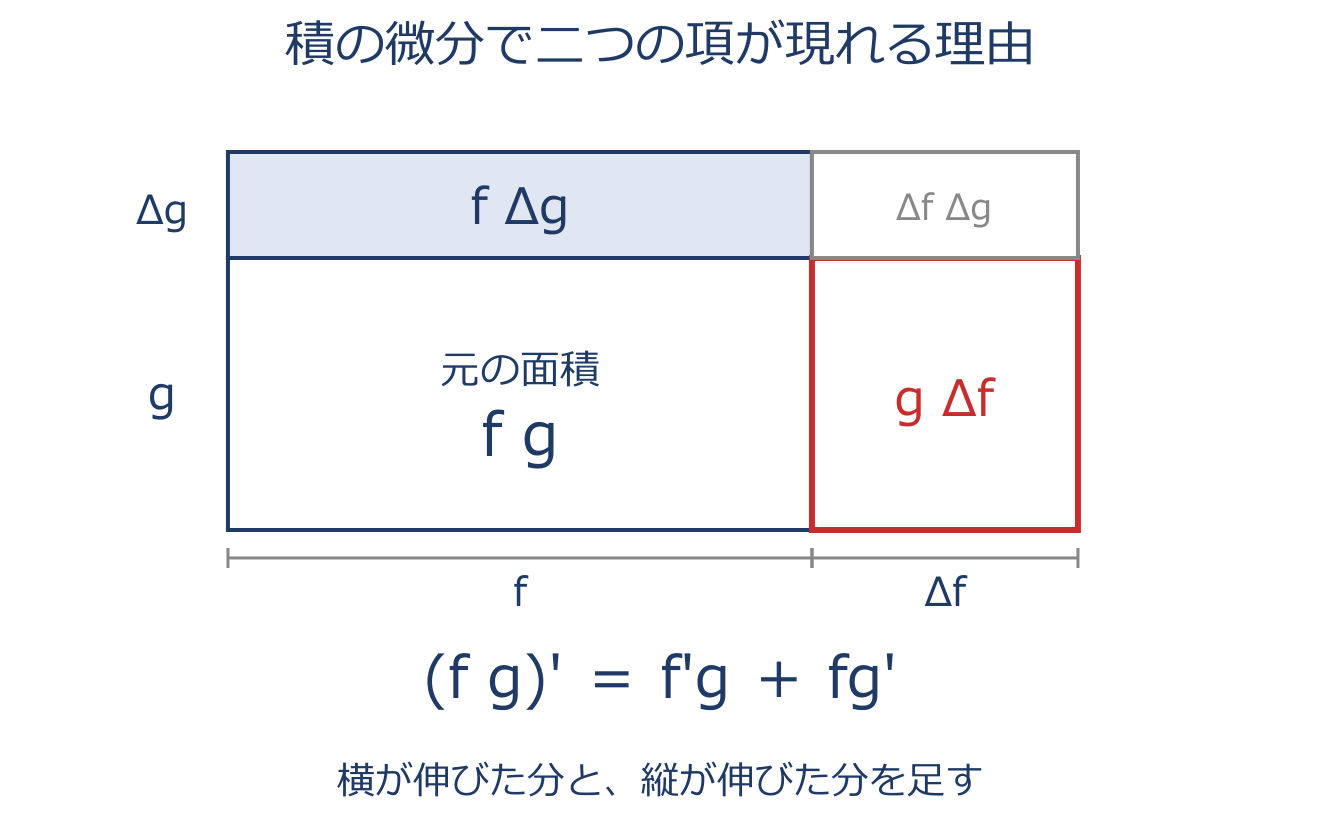 積の微分で二つの項が現れる理由
Δg
f Δg
Δf Δg
g
元の面積
f g
g Δf
f
Δf
(f g)' = f'g + fg'
横が伸びた分と、縦が伸びた分を足す